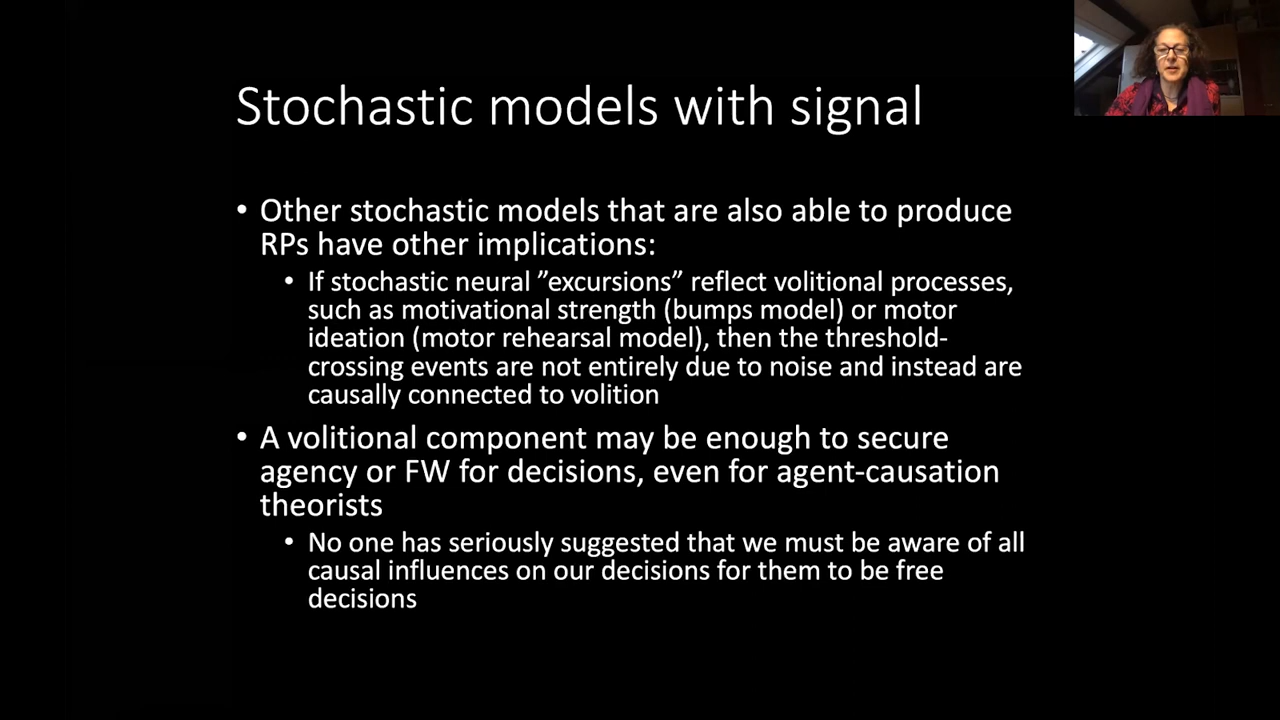 Stochastic models with signal
• Other stochastic models that are also able to produce
RPs have other implications:
• If stochastic neural ”excursions” reflect volitional processes,
such as motivational strength (bumps model) or motor
ideation (motor rehearsal model), then the threshold-
crossing events are not entirely due to noise and instead are
causally connected to volition
• A volitional component may be enough to secure
agency or FW for decisions, even for agent-causation
theorists
• No one has seriously suggested that we must be aware of all
causal influences on our decisions for them to be free
decisions